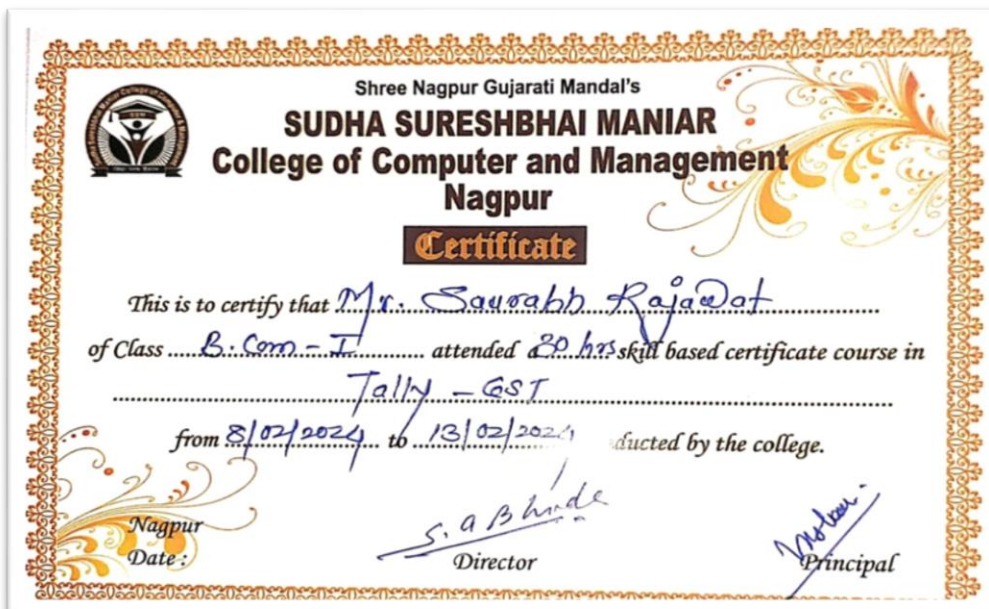 Shree Nagpur Gujarati Mandal's
SUDHA SURESHBHAI MANIAR
College of Computer and Management
Nagpur
Certificate
This is to certify that Mr. Saurabh Rajawat
of Class B.Com - I attended 30 hrs skill based certificate course in
Tally - GST
from 8/02/2024 to 13/02/2024 ducted by the college.
S. A Bhide
Nagpur
Date :
Director
Principal